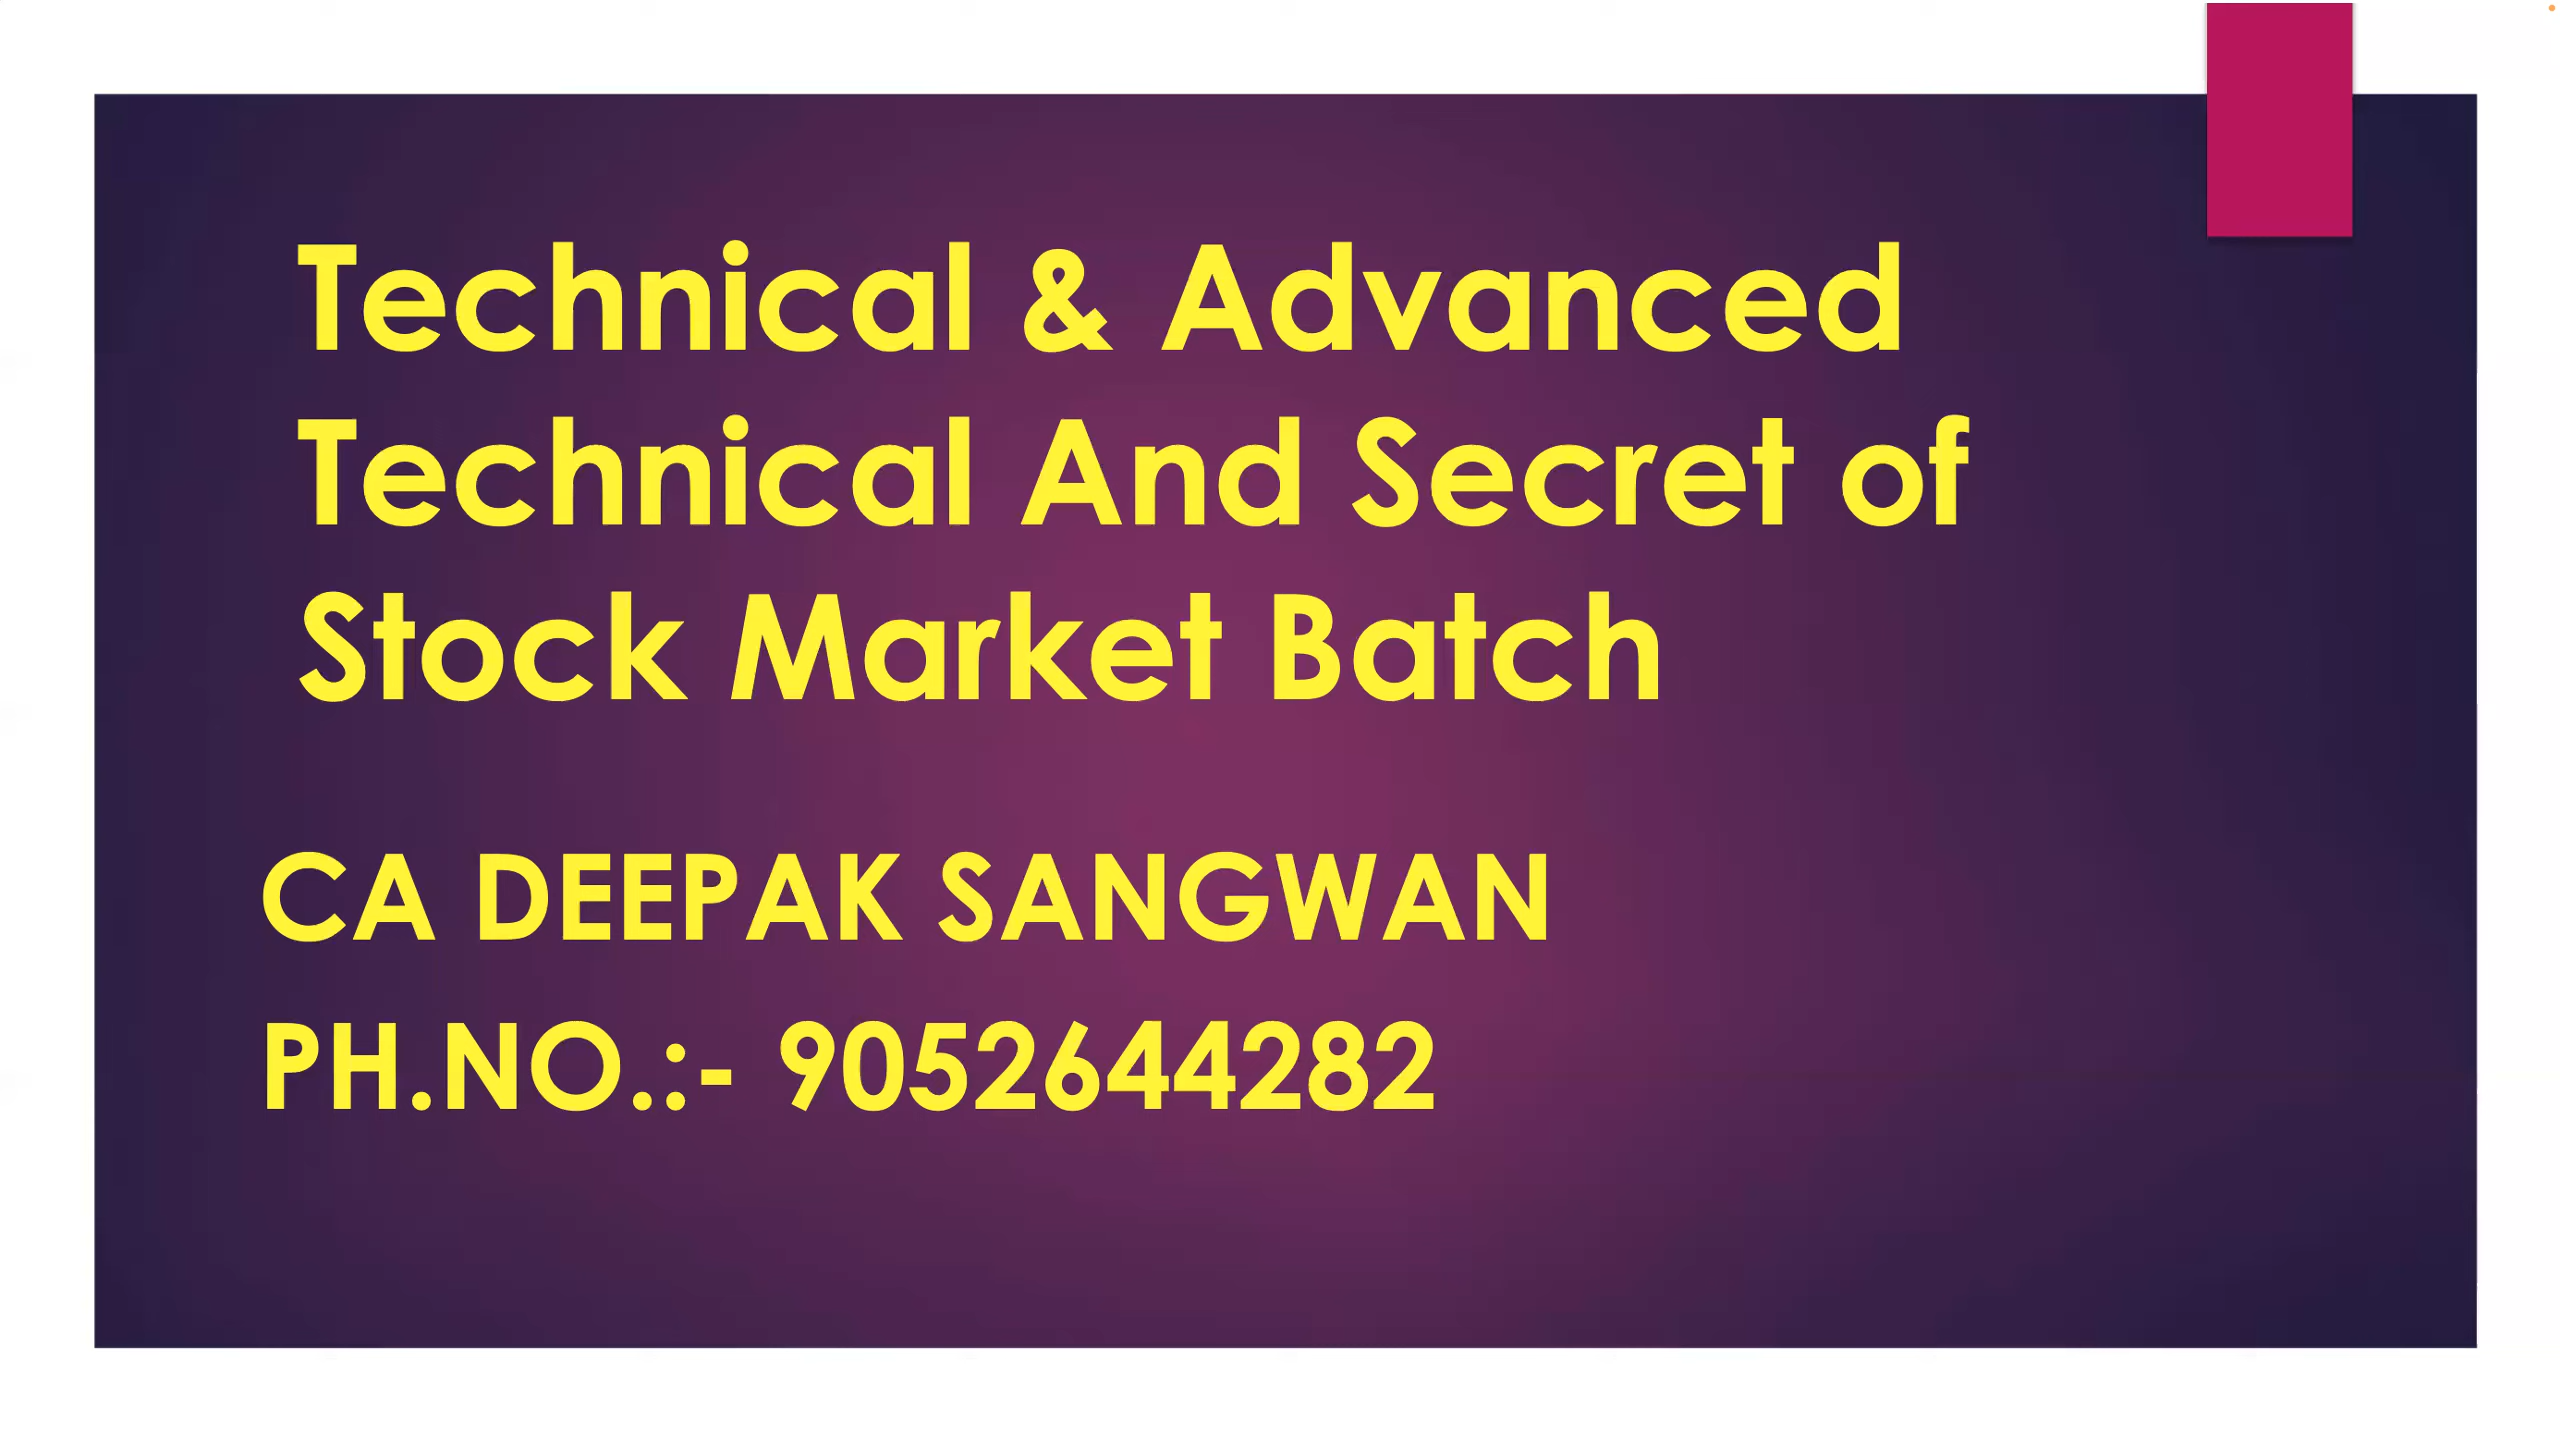 Technical & Advanced
Technical And Secret of
Stock Market Batch
CA DEEPAK SANGWAN
PH.NO.:- 9052644282